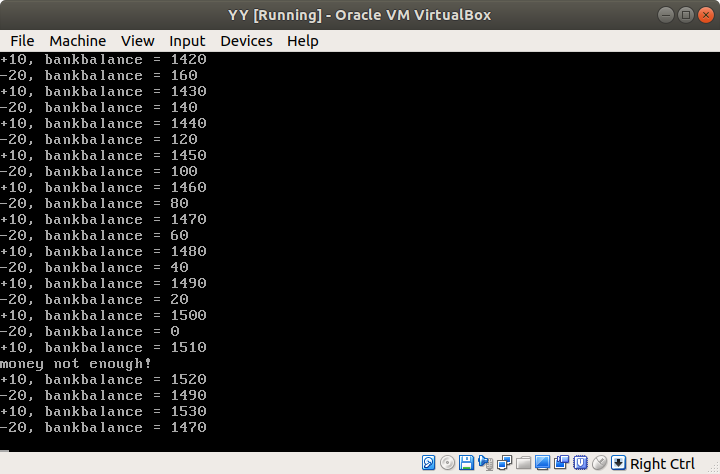 YY [Running] - Oracle VM VirtualBox
File Machine View Input Devices Help
+10, bankbalance = 1420
-20, bankbalance = 160
+10, bankbalance = 1430
-20, bankbalance = 140
+10, bankbalance = 1440
-20, bankbalance = 120
+10, bankbalance = 1450
-20, bankbalance = 100
+10, bankbalance = 1460
-20, bankbalance = 80
+10, bankbalance = 1470
-20, bankbalance = 60
+10, bankbalance = 1480
-20, bankbalance = 40
+10, bankbalance = 1490
-20, bankbalance = 20
+10, bankbalance = 1500
-20, bankbalance = 0
+10, bankbalance = 1510
money not enough!
+10, bankbalance = 1520
-20, bankbalance = 1490
+10, bankbalance = 1530
-20, bankbalance = 1470
Right Ctrl